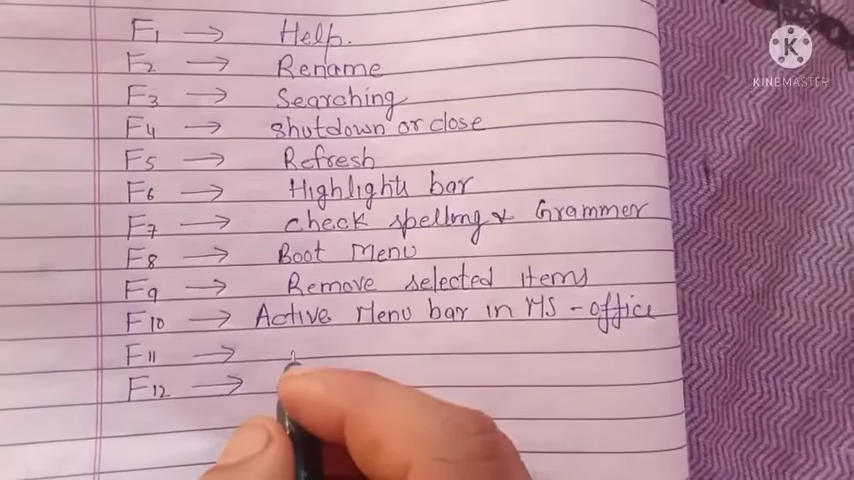 F1 → Help.
F2 → Rename
F3 → Searching
F4 → shutdown or close
F5 → Refresh
F6 → Highlights bar
F7 → check spelling & Grammer
F8 → Boot Menu
F9 → Remove selected Items
F10 → Active Menu bar in MS - office
F11 →
F12 →
K
KINEMASTER